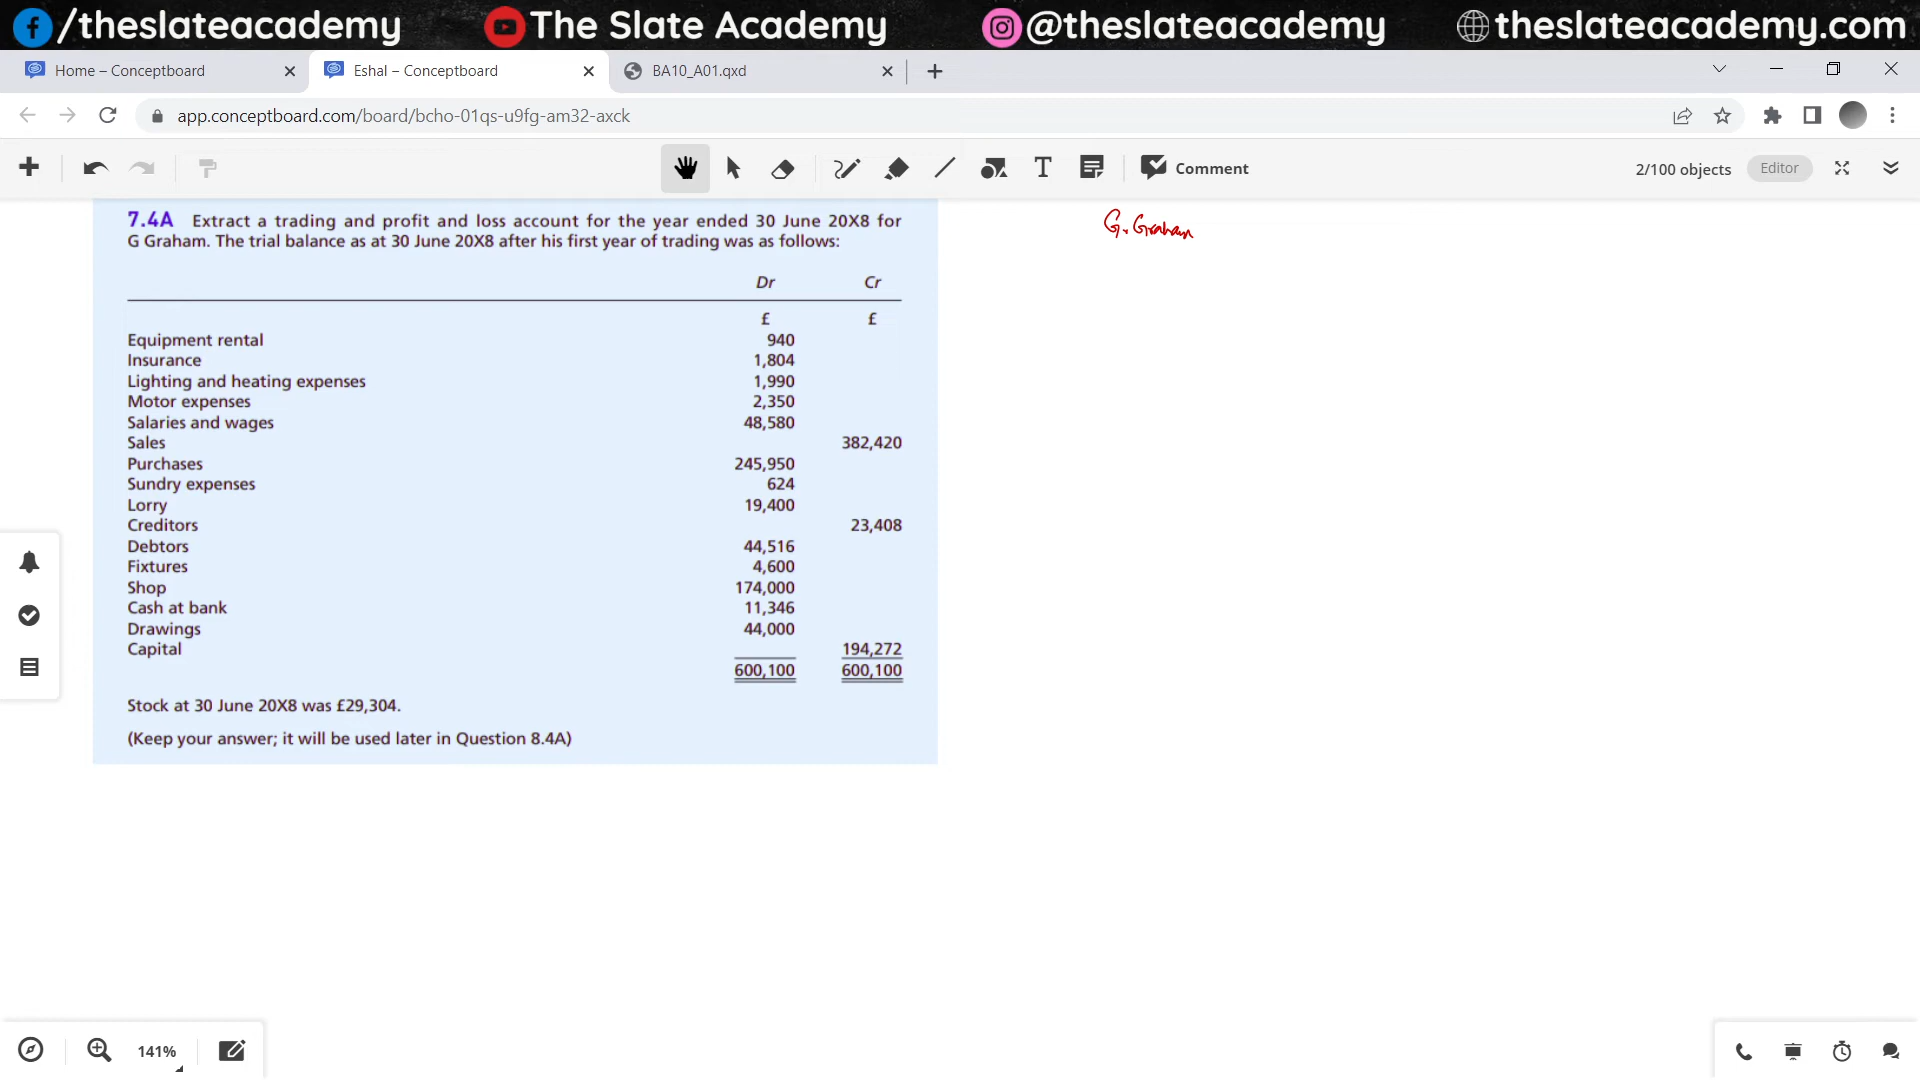 /theslateacademy The Slate Academy @theslateacademy theslateacademy.com
Home – Conceptboard Eshal – Conceptboard BA10_A01.qxd
app.conceptboard.com/board/bcho-01qs-u9fg-am32-axck
Comment 2/100 objects Editor
7.4A Extract a trading and profit and loss account for the year ended 30 June 20X8 for
G Graham. The trial balance as at 30 June 20X8 after his first year of trading was as follows:
G. Graham
Dr Cr
£ £
Equipment rental 940
Insurance 1,804
Lighting and heating expenses 1,990
Motor expenses 2,350
Salaries and wages 48,580
Sales 382,420
Purchases 245,950
Sundry expenses 624
Lorry 19,400
Creditors 23,408
Debtors 44,516
Fixtures 4,600
Shop 174,000
Cash at bank 11,346
Drawings 44,000
Capital 194,272
600,100 600,100
Stock at 30 June 20X8 was £29,304.
(Keep your answer; it will be used later in Question 8.4A)
141%